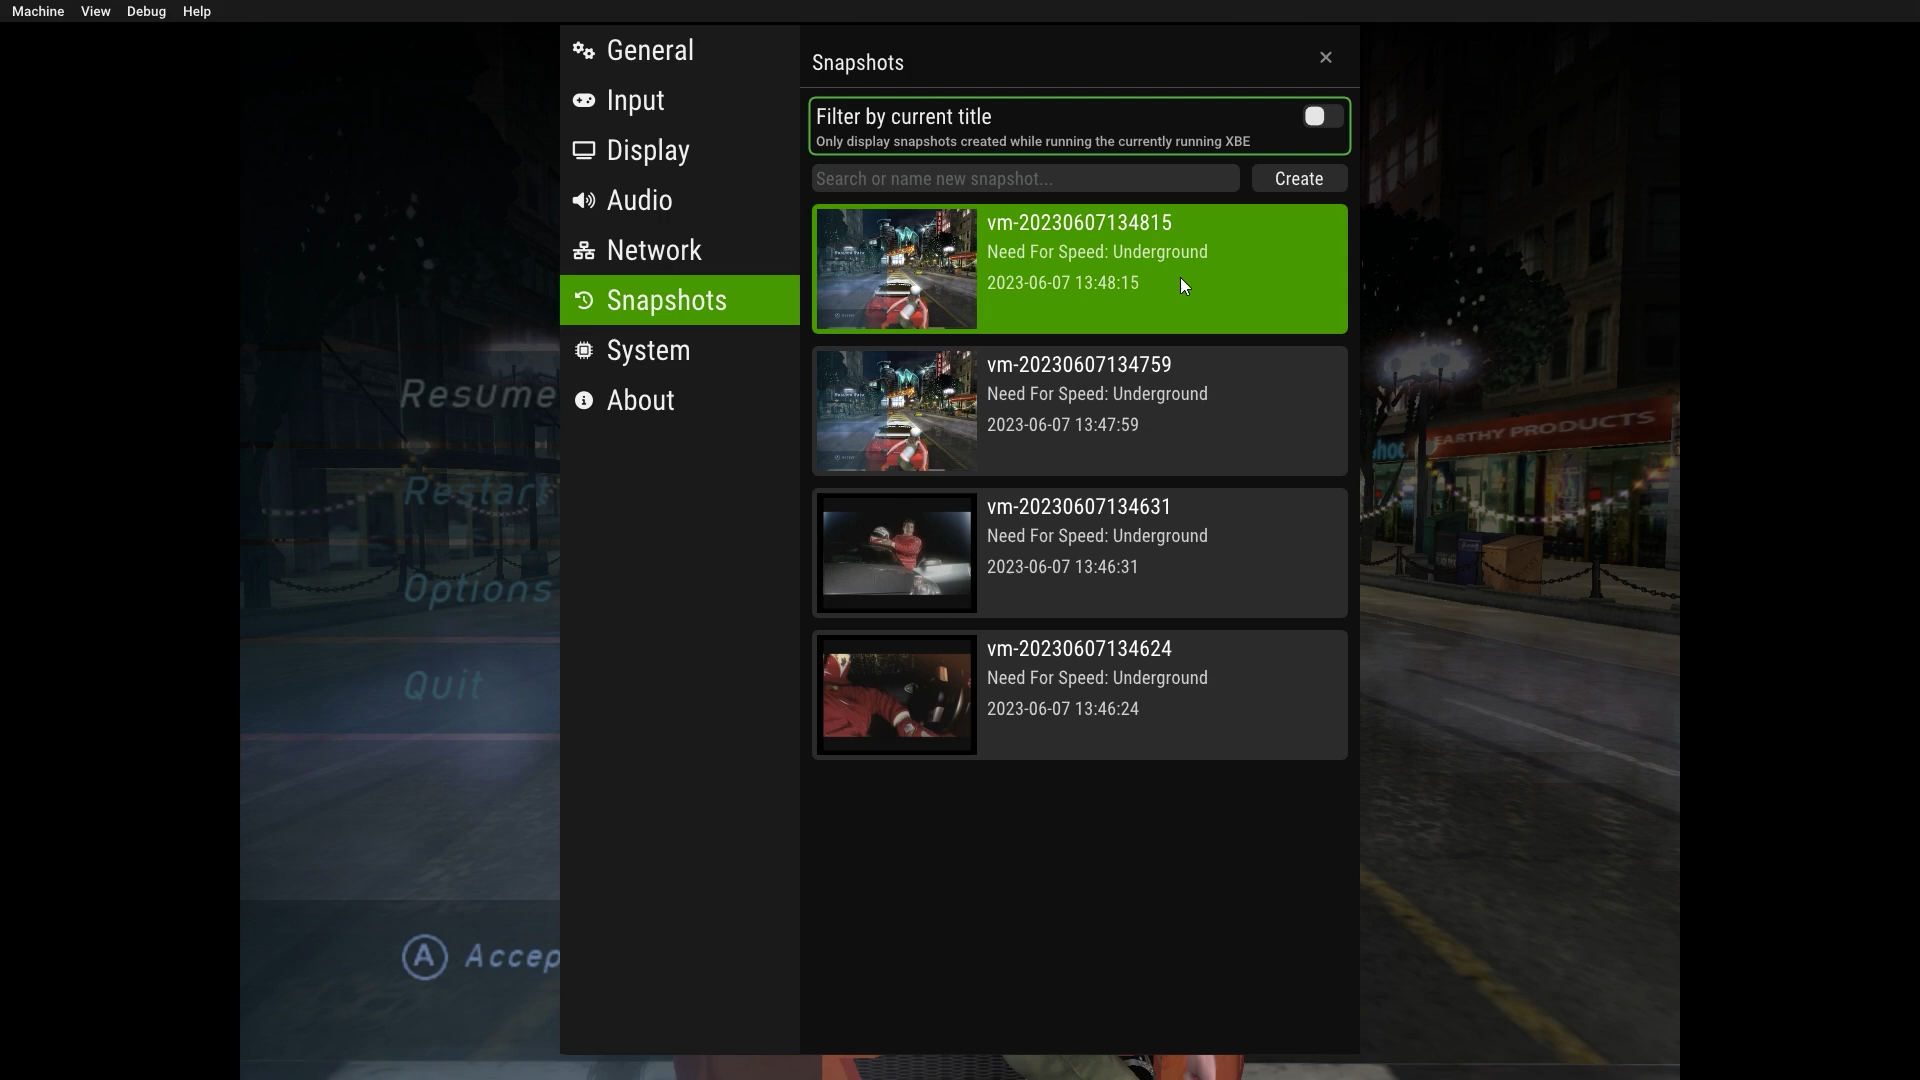 Machine View Debug Help
General
Input
Display
Audio
Network
Snapshots
System
About
Snapshots
Filter by current title
Only display snapshots created while running the currently running XBE
Search or name new snapshot...
Create
vm-20230607134815
Need For Speed: Underground
2023-06-07 13:48:15
vm-20230607134759
Need For Speed: Underground
2023-06-07 13:47:59
vm-20230607134631
Need For Speed: Underground
2023-06-07 13:46:31
vm-20230607134624
Need For Speed: Underground
2023-06-07 13:46:24
Resume
Restart
Options
Quit
A Accep
EARTHY PRODUCTS